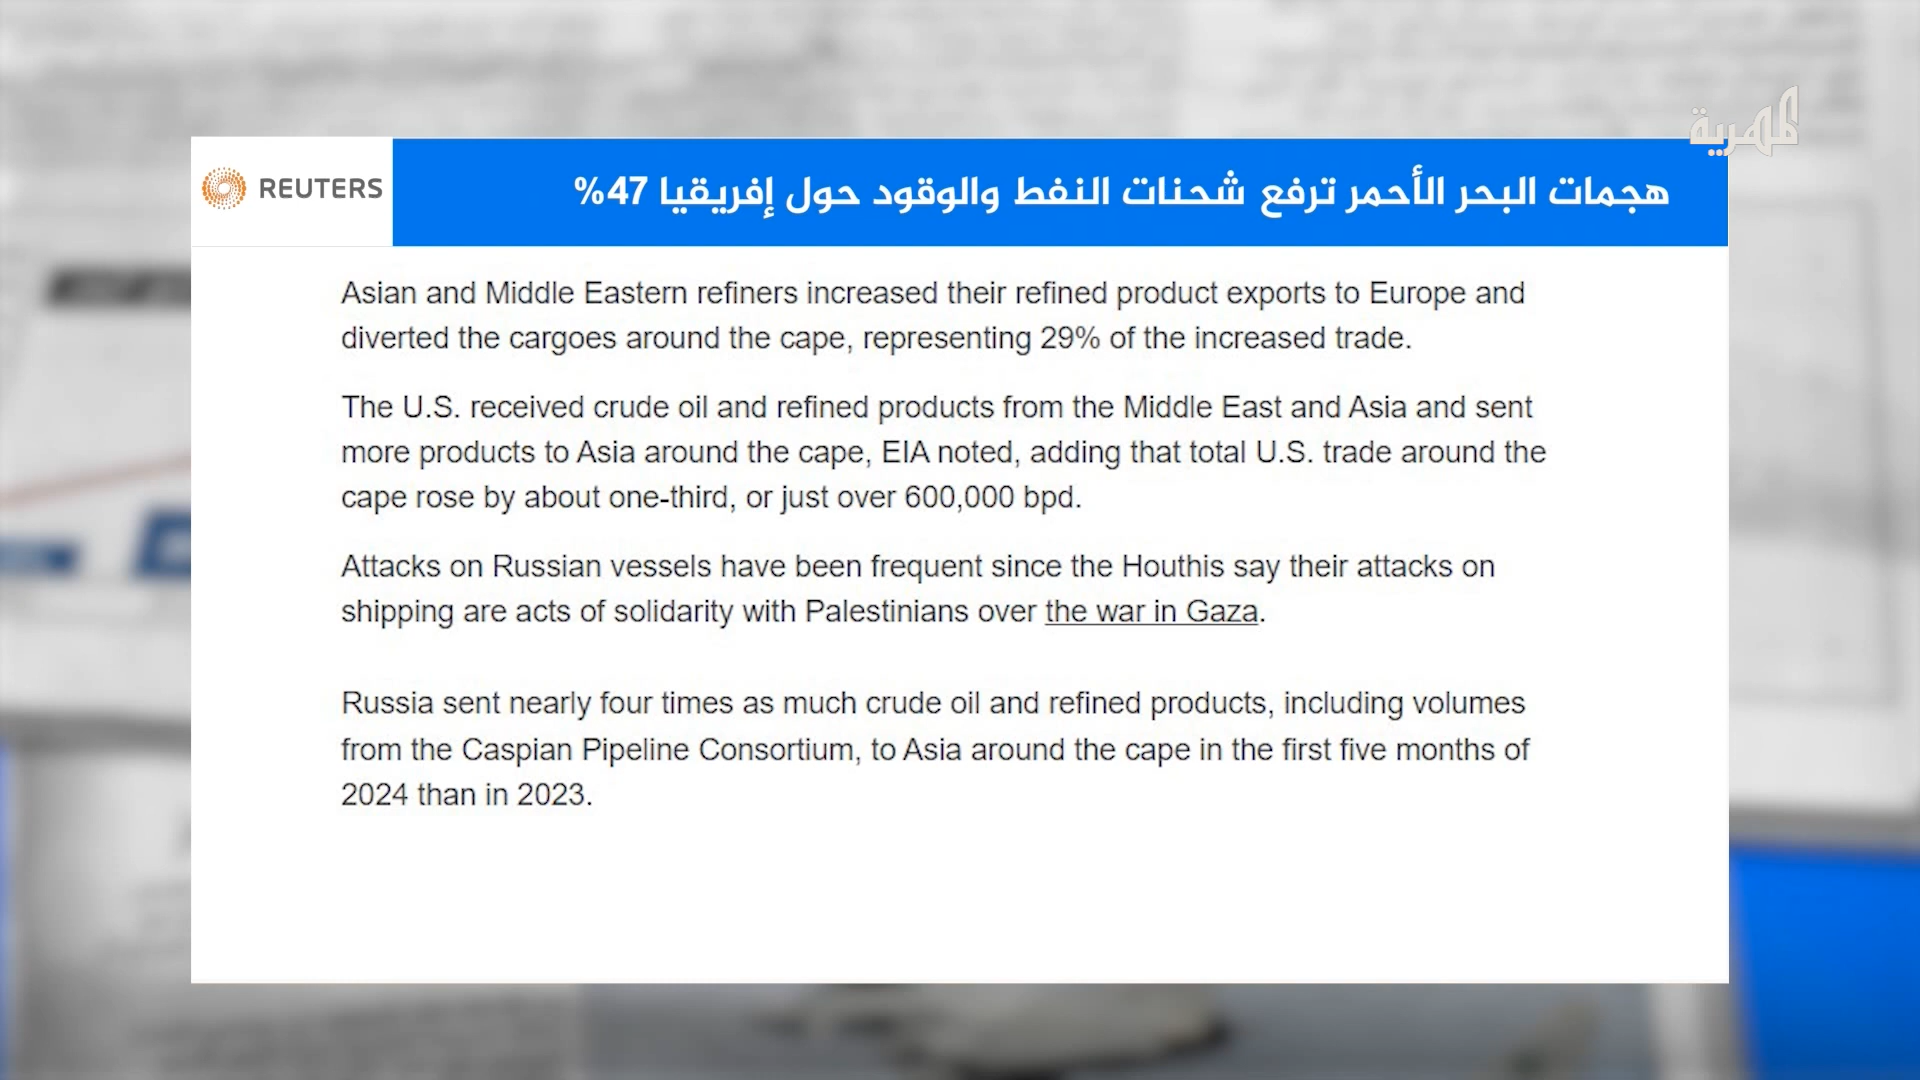 المهرية
REUTERS
هجمات البحر الأحمر ترفع شحنات النفط والوقود حول إفريقيا 47%
Asian and Middle Eastern refiners increased their refined product exports to Europe and
diverted the cargoes around the cape, representing 29% of the increased trade.
The U.S. received crude oil and refined products from the Middle East and Asia and sent
more products to Asia around the cape, EIA noted, adding that total U.S. trade around the
cape rose by about one-third, or just over 600,000 bpd.
Attacks on Russian vessels have been frequent since the Houthis say their attacks on
shipping are acts of solidarity with Palestinians over the war in Gaza.
Russia sent nearly four times as much crude oil and refined products, including volumes
from the Caspian Pipeline Consortium, to Asia around the cape in the first five months of
2024 than in 2023.